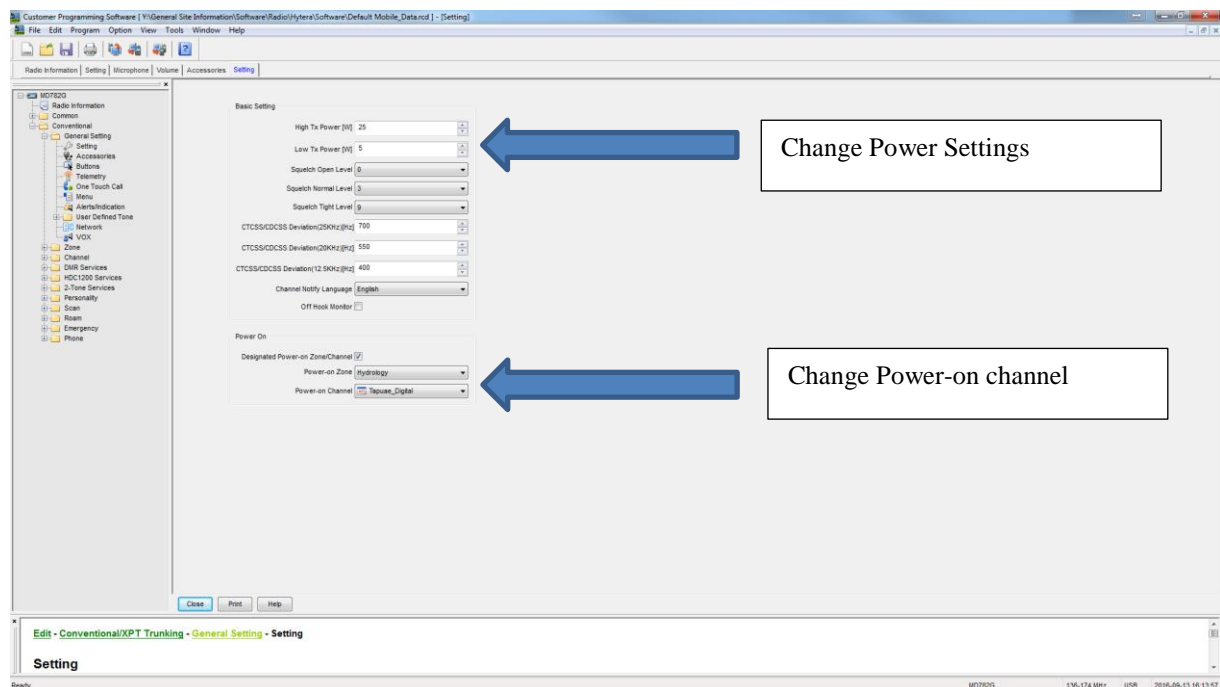 Customer Programming Software [ Y:\General Site Information\Software\Radio\Hytera\Software\Default Mobile_Data.rcd ] - [Setting]
File Edit Program Option View Tools Window Help
Radio Information Setting Microphone Volume Accessories Setting
MD782G
Radio Information
Common
Conventional
General Setting
Setting
Accessories
Buttons
Telemetry
One Touch Call
Menu
Alerts/Indication
User Defined Tone
Network
VOX
Zone
Channel
DMR Services
HDC1200 Services
2-Tone Services
Personality
Scan
Roam
Emergency
Phone
Basic Setting
High Tx Power [W] 25
Low Tx Power [W] 5
Squelch Open Level 0
Squelch Normal Level 3
Squelch Tight Level 9
CTCSS/CDCSS Deviation(25KHz)[Hz] 700
CTCSS/CDCSS Deviation(20KHz)[Hz] 550
CTCSS/CDCSS Deviation(12.5KHz)[Hz] 400
Channel Notify Language English
Off Hook Monitor
Power On
Designated Power-on Zone/Channel
Power-on Zone Hydrology
Power-on Channel Tapuae_Digital
Change Power Settings
Change Power-on channel
Close Print Help
Edit - Conventional/XPT Trunking - General Setting - Setting
Setting
Ready MD782G 136-174 MHz USB 2016-09-13 16:13:57